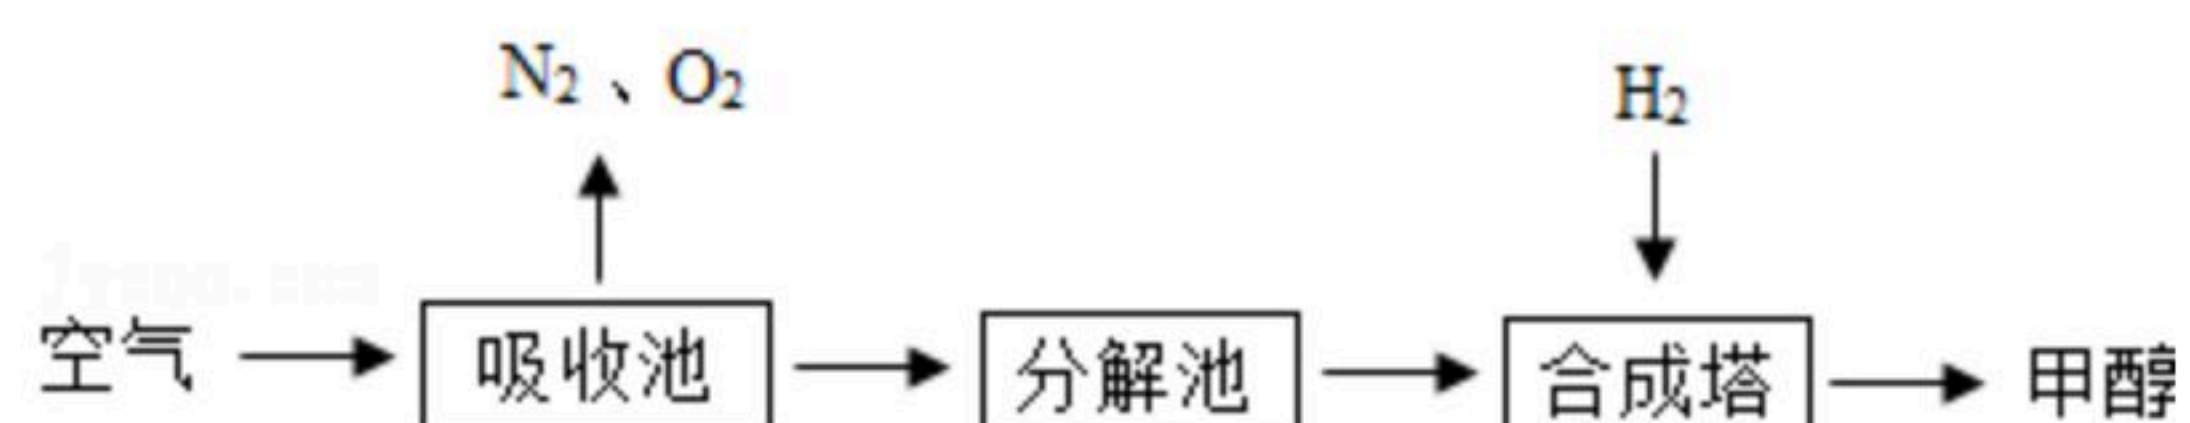 N₂、O₂
H₂
空气
吸收池
分解池
合成塔
甲醇